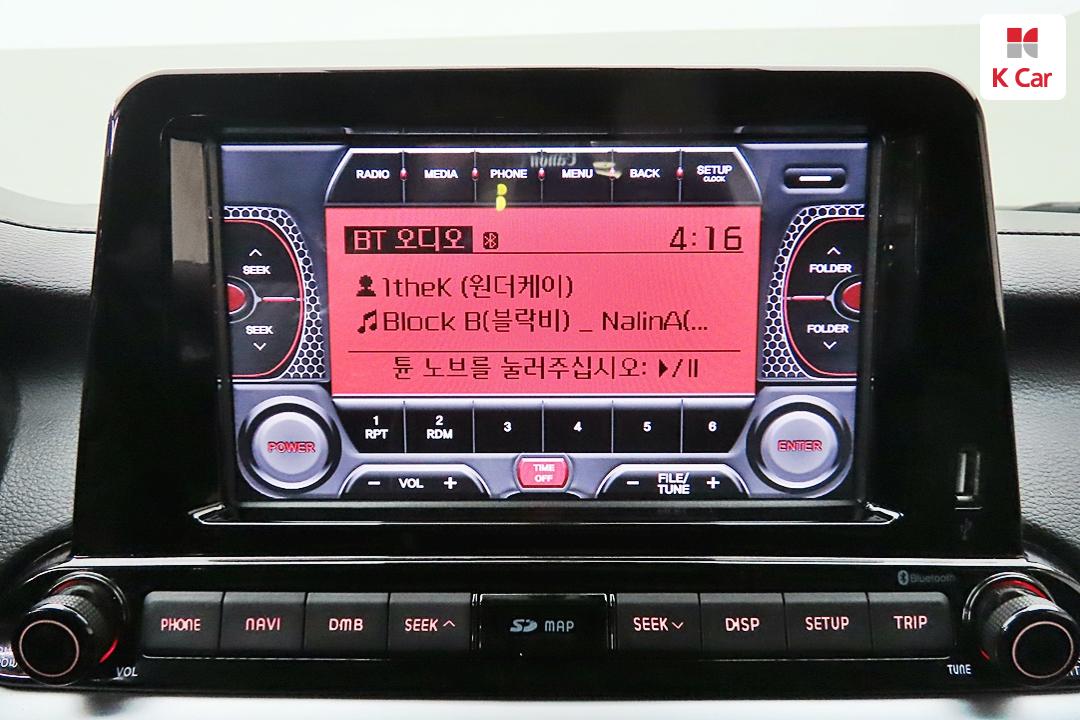 K Car
Canon
RADIO MEDIA PHONE MENU BACK SETUP
CLOCK
BT 오디오 4:16
SEEK FOLDER
1theK (원더케이)
Block B(블락비) _ NalinA(...
SEEK FOLDER
튠 노브를 눌러주십시오: ▶/II
1 RPT 2 RDM 3 4 5 6
POWER ENTER
TIME OFF
− VOL + − FILE/TUNE +
Bluetooth
PHONE NAVI DMB SEEK SD MAP SEEK DISP SETUP TRIP
VOL TUNE